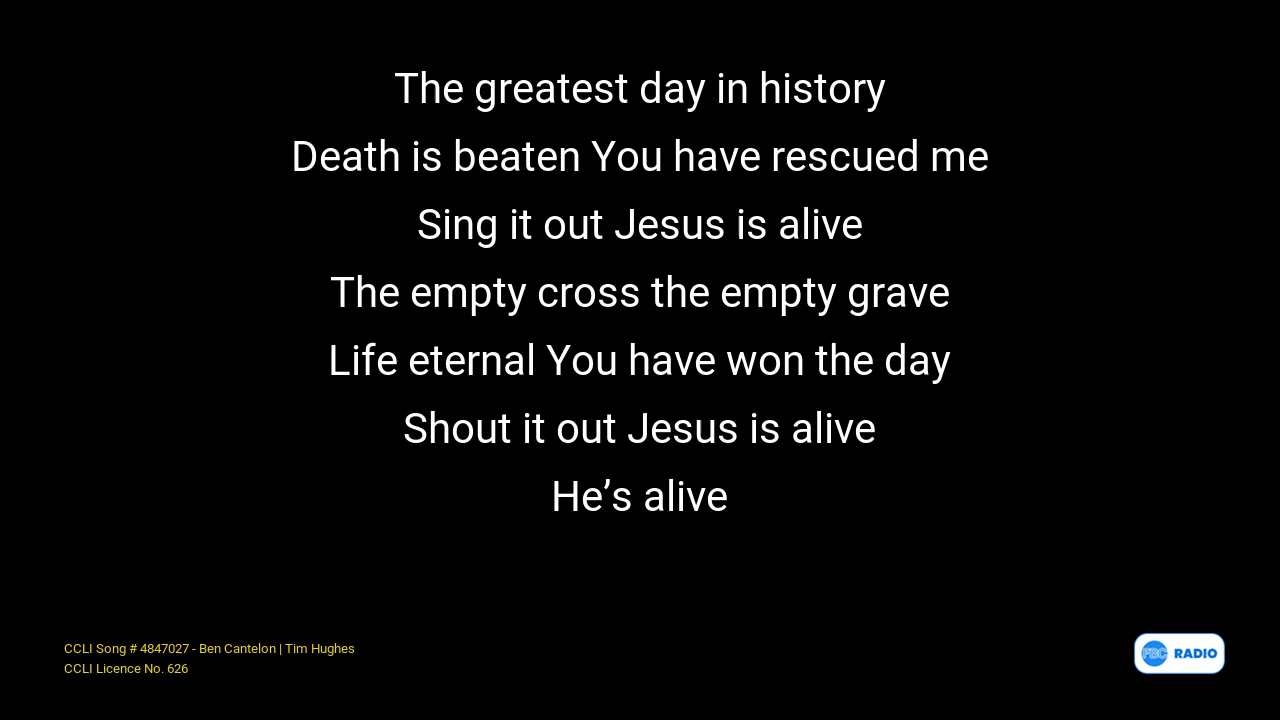 The greatest day in history
Death is beaten You have rescued me
Sing it out Jesus is alive
The empty cross the empty grave
Life eternal You have won the day
Shout it out Jesus is alive
He’s alive
CCLI Song # 4847027 - Ben Cantelon | Tim Hughes
CCLI Licence No. 626
FBC RADIO